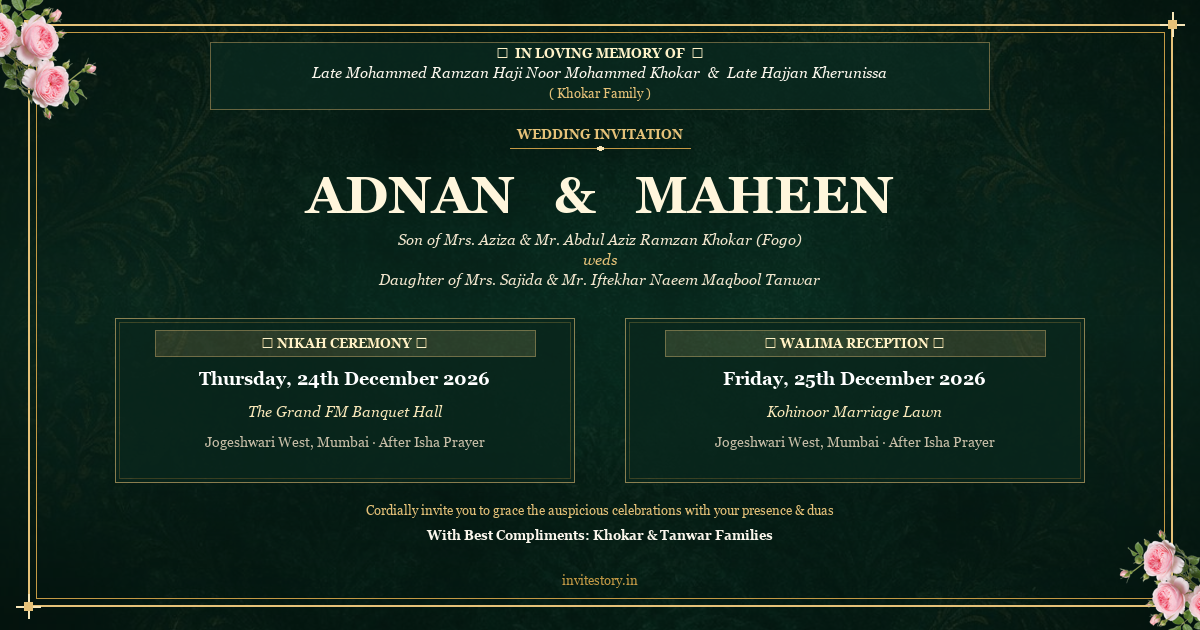 ☐ IN LOVING MEMORY OF ☐
Late Mohammed Ramzan Haji Noor Mohammed Khokar & Late Hajjan Kherunissa
( Khokar Family )
WEDDING INVITATION
ADNAN & MAHEEN
Son of Mrs. Aziza & Mr. Abdul Aziz Ramzan Khokar (Fogo)
weds
Daughter of Mrs. Sajida & Mr. Iftekhar Naeem Maqbool Tanwar
☐ NIKAH CEREMONY ☐
Thursday, 24th December 2026
The Grand FM Banquet Hall
Jogeshwari West, Mumbai · After Isha Prayer
☐ WALIMA RECEPTION ☐
Friday, 25th December 2026
Kohinoor Marriage Lawn
Jogeshwari West, Mumbai · After Isha Prayer
Cordially invite you to grace the auspicious celebrations with your presence & duas
With Best Compliments: Khokar & Tanwar Families
invitestory.in